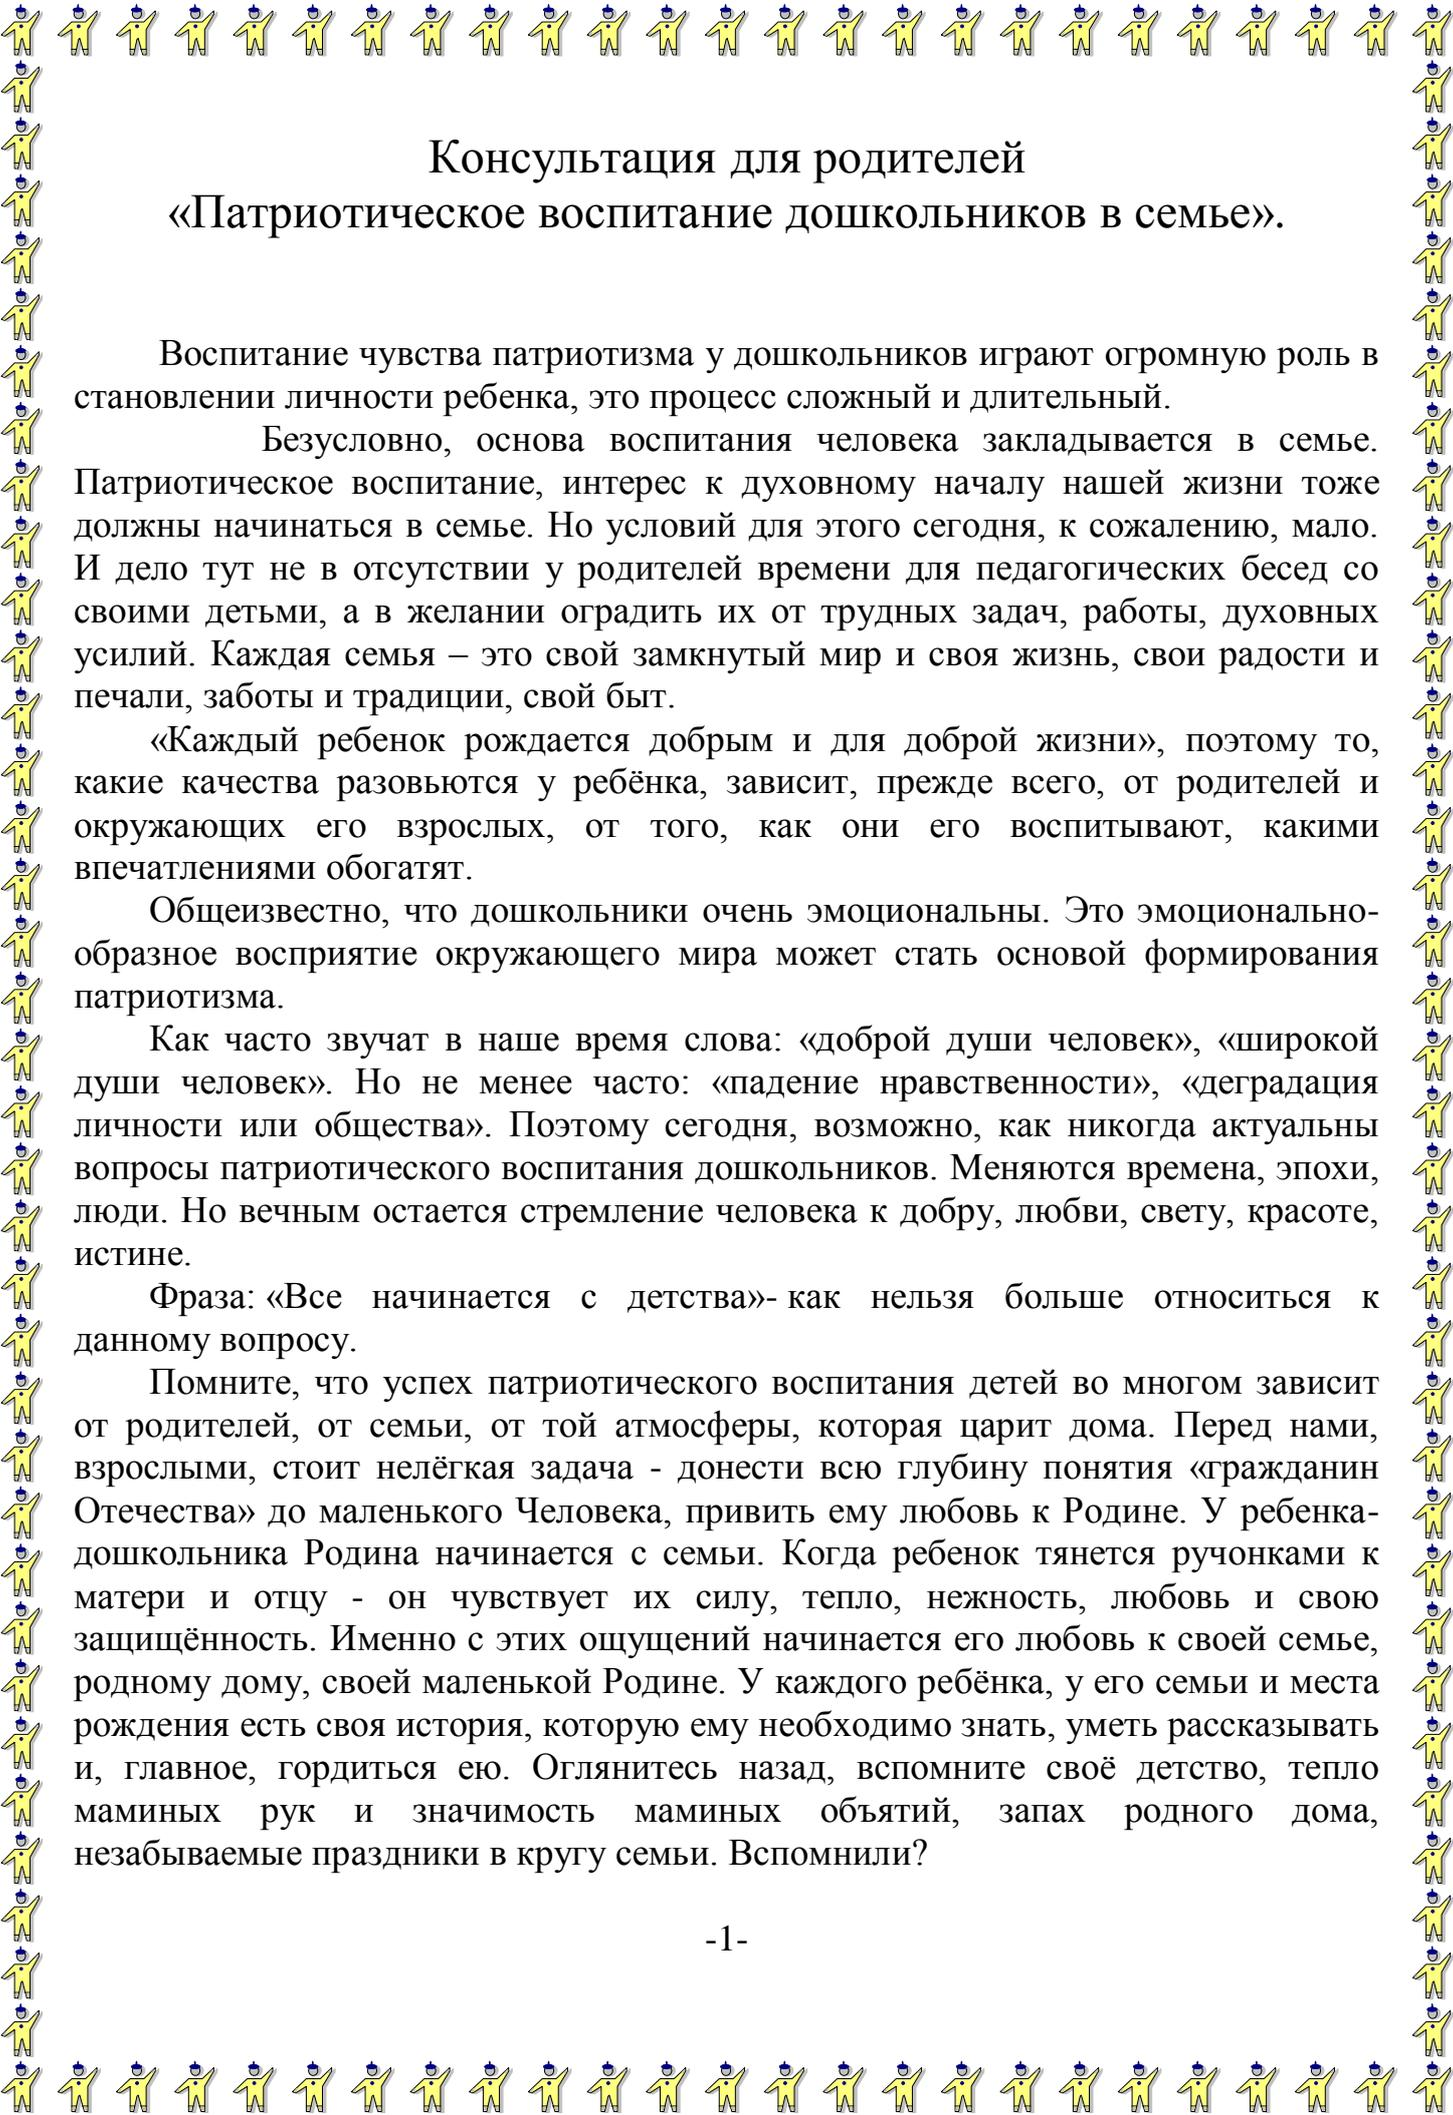 Консультация для родителей
«Патриотическое воспитание дошкольников в семье».
Воспитание чувства патриотизма у дошкольников играют огромную роль в
становлении личности ребенка, это процесс сложный и длительный.
Безусловно, основа воспитания человека закладывается в семье.
Патриотическое воспитание, интерес к духовному началу нашей жизни тоже
должны начинаться в семье. Но условий для этого сегодня, к сожалению, мало.
И дело тут не в отсутствии у родителей времени для педагогических бесед со
своими детьми, а в желании оградить их от трудных задач, работы, духовных
усилий. Каждая семья – это свой замкнутый мир и своя жизнь, свои радости и
печали, заботы и традиции, свой быт.
«Каждый ребенок рождается добрым и для доброй жизни», поэтому то,
какие качества разовьются у ребёнка, зависит, прежде всего, от родителей и
окружающих его взрослых, от того, как они его воспитывают, какими
впечатлениями обогатят.
Общеизвестно, что дошкольники очень эмоциональны. Это эмоционально-
образное восприятие окружающего мира может стать основой формирования
патриотизма.
Как часто звучат в наше время слова: «доброй души человек», «широкой
души человек». Но не менее часто: «падение нравственности», «деградация
личности или общества». Поэтому сегодня, возможно, как никогда актуальны
вопросы патриотического воспитания дошкольников. Меняются времена, эпохи,
люди. Но вечным остается стремление человека к добру, любви, свету, красоте,
истине.
Фраза: «Все начинается с детства»- как нельзя больше относиться к
данному вопросу.
Помните, что успех патриотического воспитания детей во многом зависит
от родителей, от семьи, от той атмосферы, которая царит дома. Перед нами,
взрослыми, стоит нелёгкая задача - донести всю глубину понятия «гражданин
Отечества» до маленького Человека, привить ему любовь к Родине. У ребенка-
дошкольника Родина начинается с семьи. Когда ребенок тянется ручонками к
матери и отцу - он чувствует их силу, тепло, нежность, любовь и свою
защищённость. Именно с этих ощущений начинается его любовь к своей семье,
родному дому, своей маленькой Родине. У каждого ребёнка, у его семьи и места
рождения есть своя история, которую ему необходимо знать, уметь рассказывать
и, главное, гордиться ею. Оглянитесь назад, вспомните своё детство, тепло
маминых рук и значимость маминых объятий, запах родного дома,
незабываемые праздники в кругу семьи. Вспомнили?
-1-